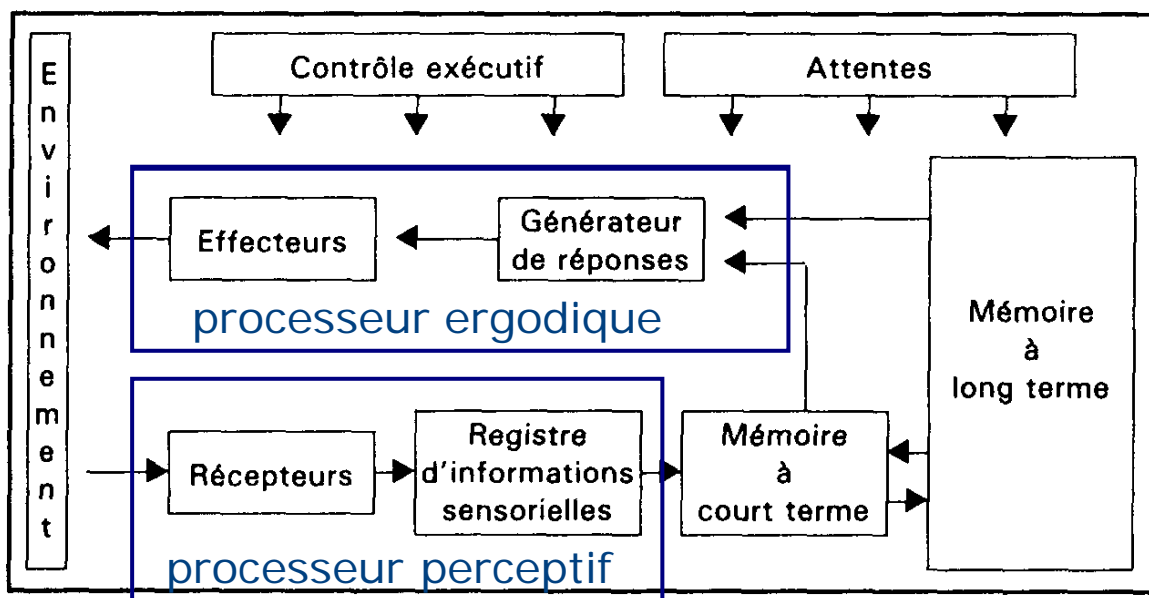 Environnement
Contrôle exécutif
Attentes
Effecteurs
Générateur
de réponses
processeur ergodique
Mémoire
à
long terme
Récepteurs
Registre
d'informations
sensorielles
Mémoire
à
court terme
processeur perceptif